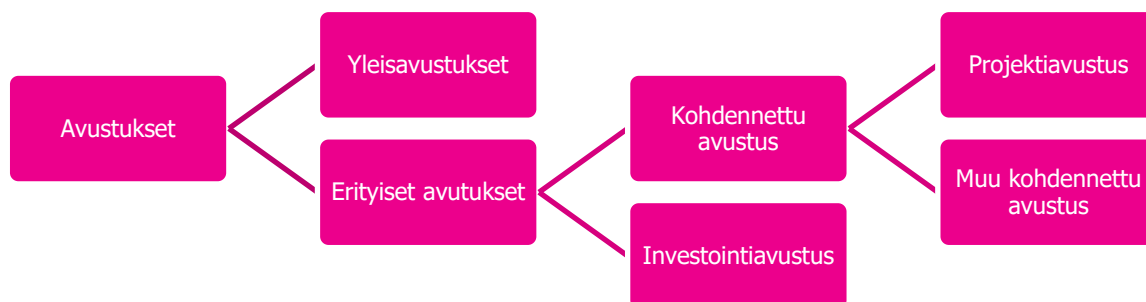 Avustukset
Yleisavustukset
Erityiset avutukset
Kohdennettu
avustus
Investointiavustus
Projektiavustus
Muu kohdennettu
avustus